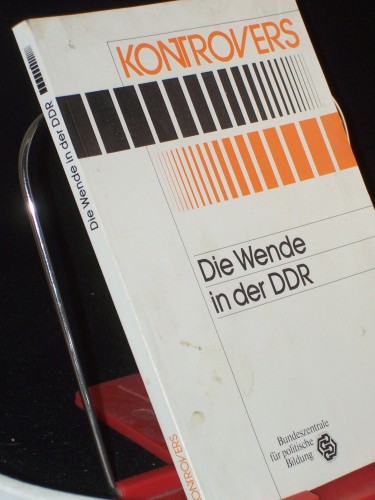 KONTROVERS
Die Wende
in der DDR
Bundeszentrale
für politische
Bildung
Die Wende in der DDR
KONTROVERS